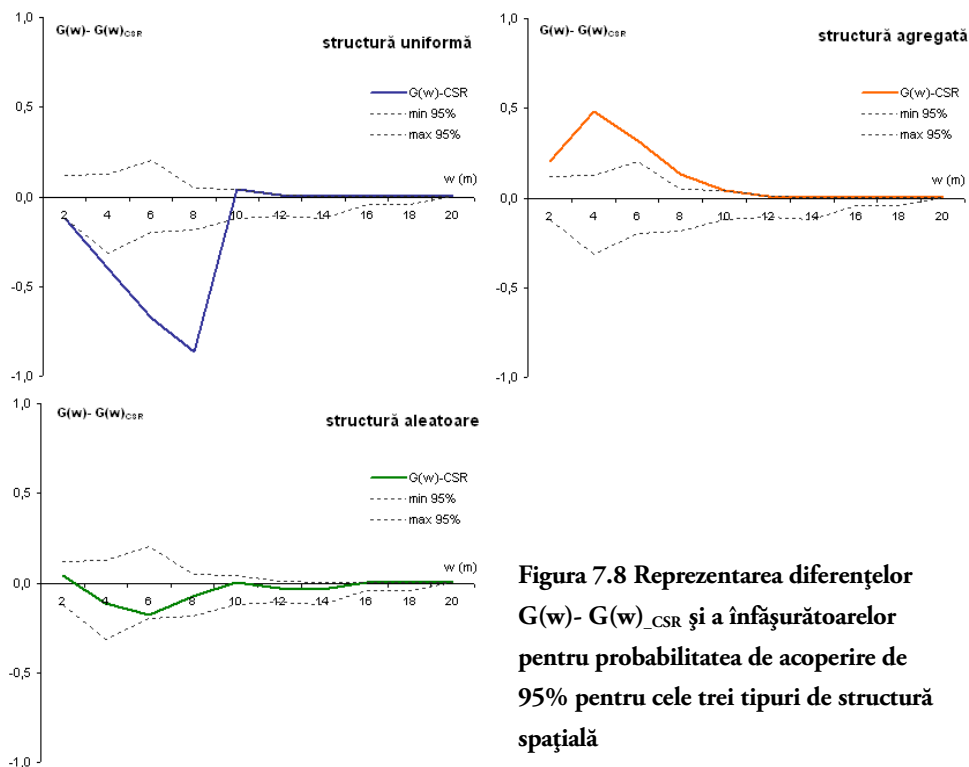 1,0
G(w)- G(w)CSR
structură uniformă
G(w)-CSR
min 95%
max 95%
0,5
w (m)
0,0
2 4 6 8 10 12 14 16 18 20
-0,5
-1,0
1,0
G(w)- G(w)CSR
structură agregată
G(w)-CSR
min 95%
max 95%
0,5
w (m)
0,0
2 4 6 8 10 12 14 16 18 20
-0,5
-1,0
1,0
G(w)- G(w)CSR
structură aleatoare
G(w)-CSR
min 95%
max 95%
0,5
w (m)
0,0
2 4 6 8 10 12 14 16 18 20
-0,5
-1,0
Figura 7.8 Reprezentarea diferenţelor
G(w)- G(w)_CSR şi a înfăşurătoarelor
pentru probabilitatea de acoperire de
95% pentru cele trei tipuri de structură
spaţială